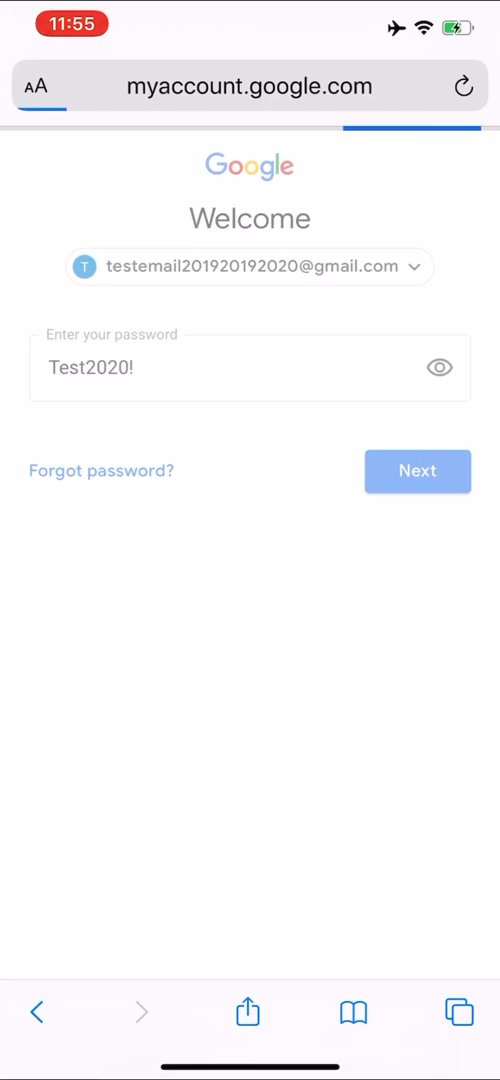 11:55
AA myaccount.google.com
Google
Welcome
T testemail201920192020@gmail.com
Enter your password
Test2020!
Forgot password? Next